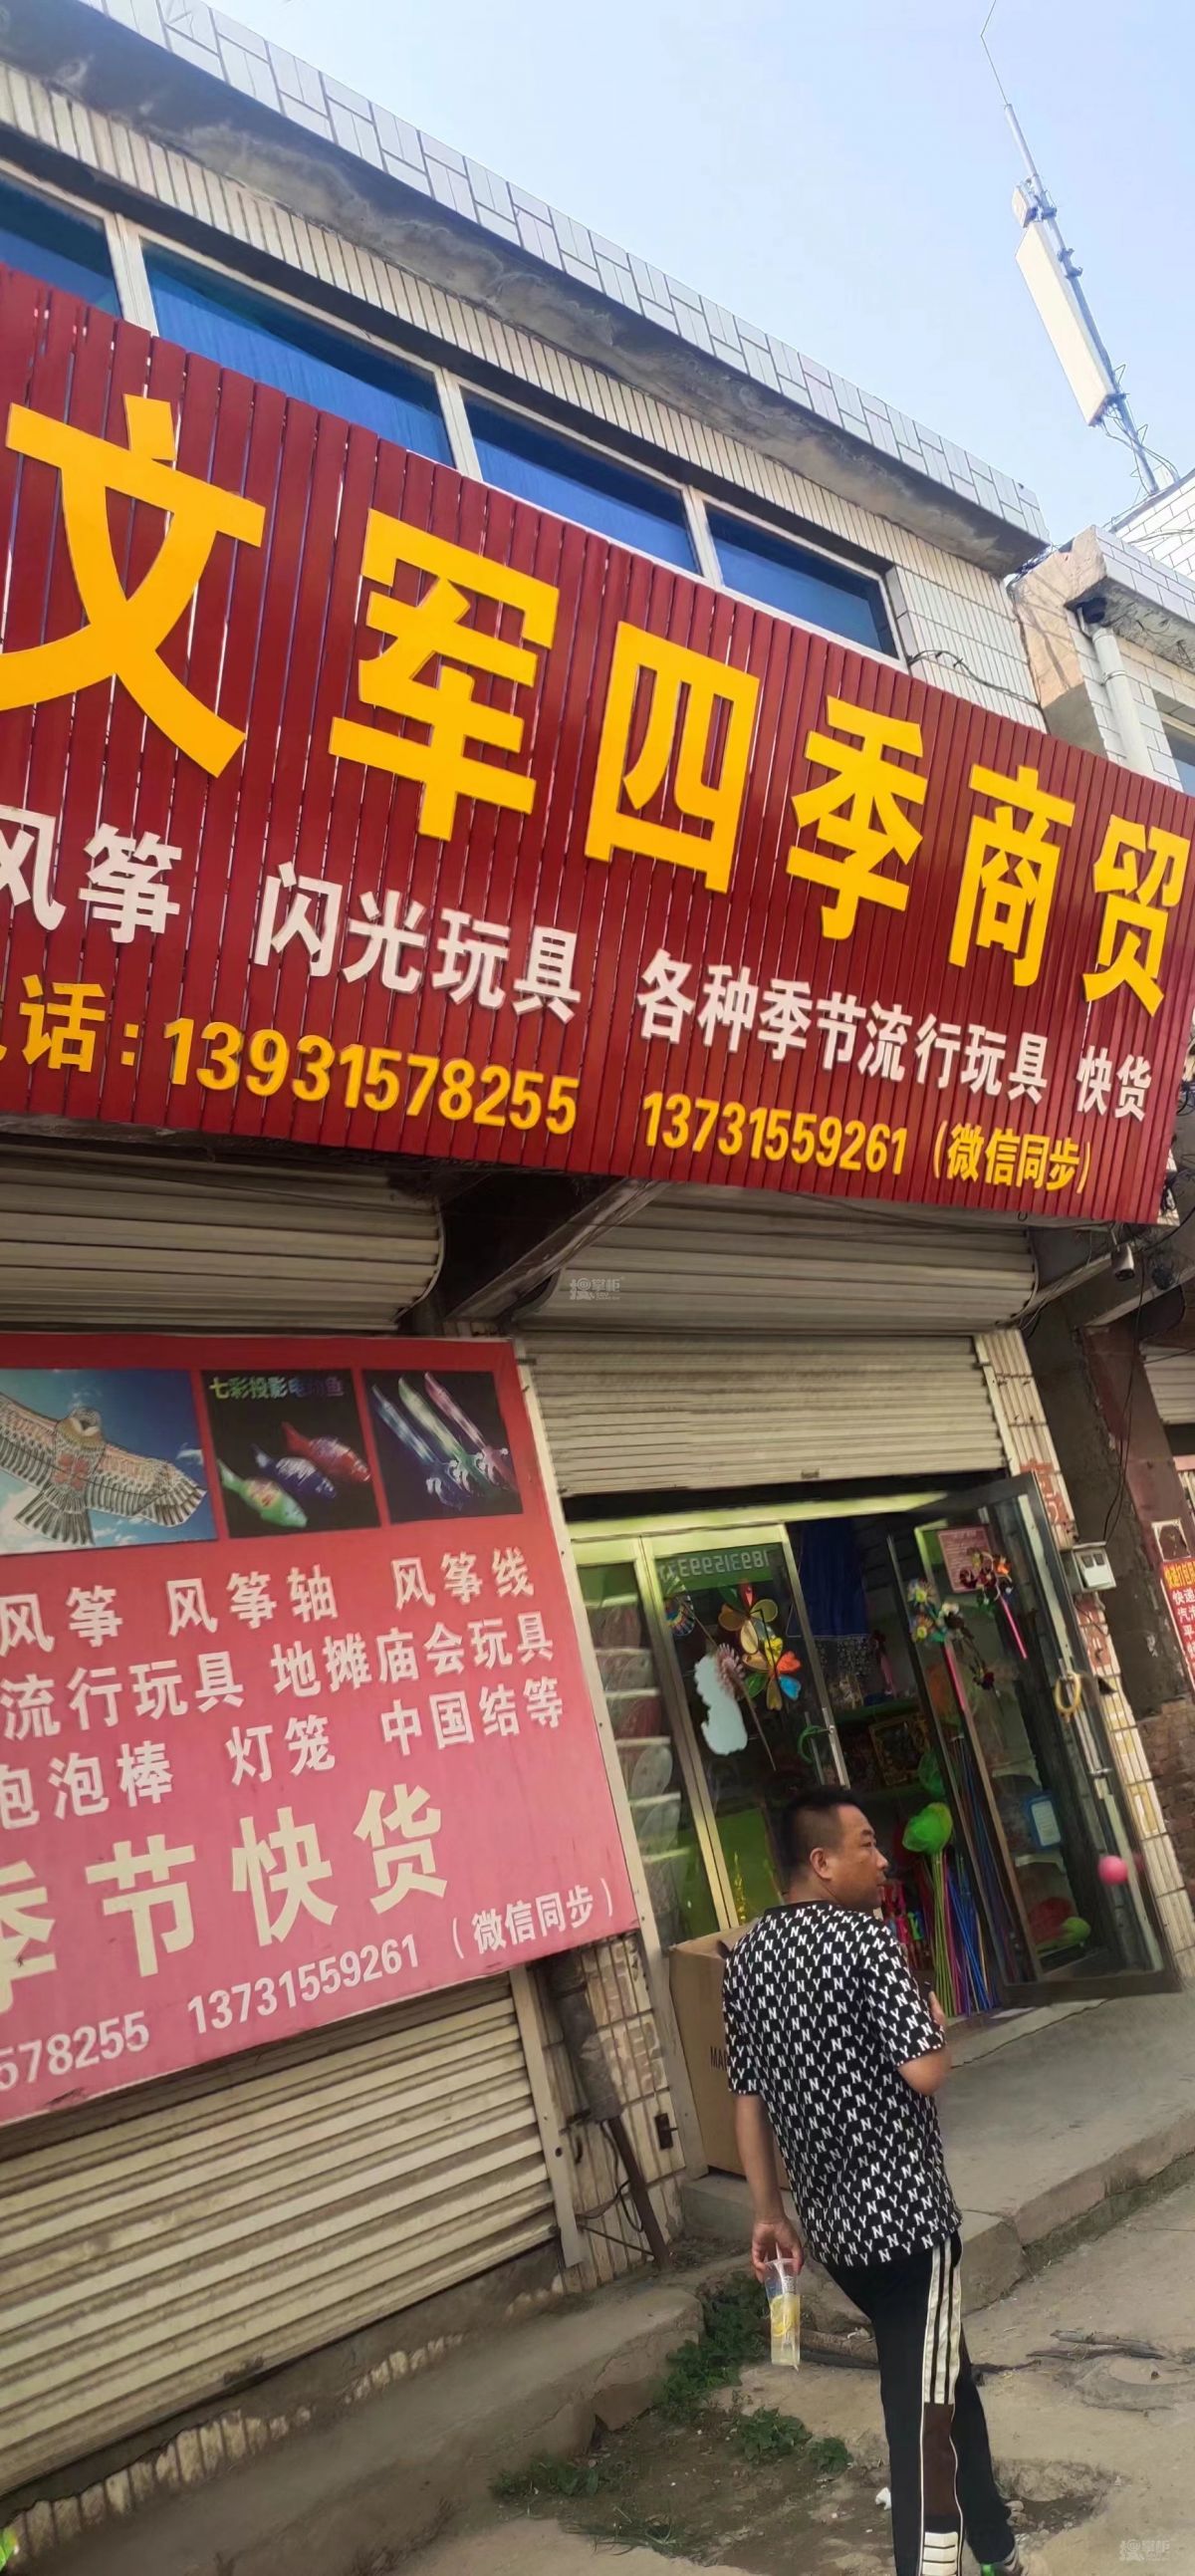 文军四季商贸
风筝 闪光玩具 各种季节流行玩具 快货
话:13931578255 13731559261(微信同步)
七彩投影电动鱼
风筝 风筝轴 风筝线
流行玩具 地摊庙会玩具
泡泡棒 灯笼 中国结等
季节快货
578255 13731559261(微信同步)